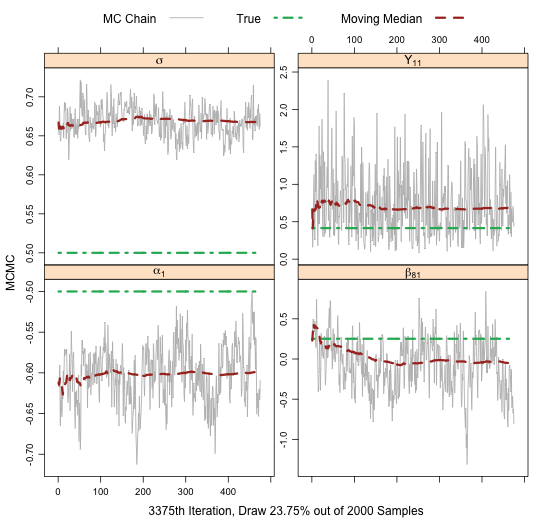 MC Chain True Moving Median
0 100 200 300 400
σ Υ11
0.70 2.5
0.65 2.0
0.60 1.5
0.55 1.0
0.50 0.5
0.0
MCMC
α1 β81
-0.50 0.5
-0.55 0.0
-0.60 -1.0
-0.65
-0.70
0 100 200 300 400
3375th Iteration, Draw 23.75% out of 2000 Samples